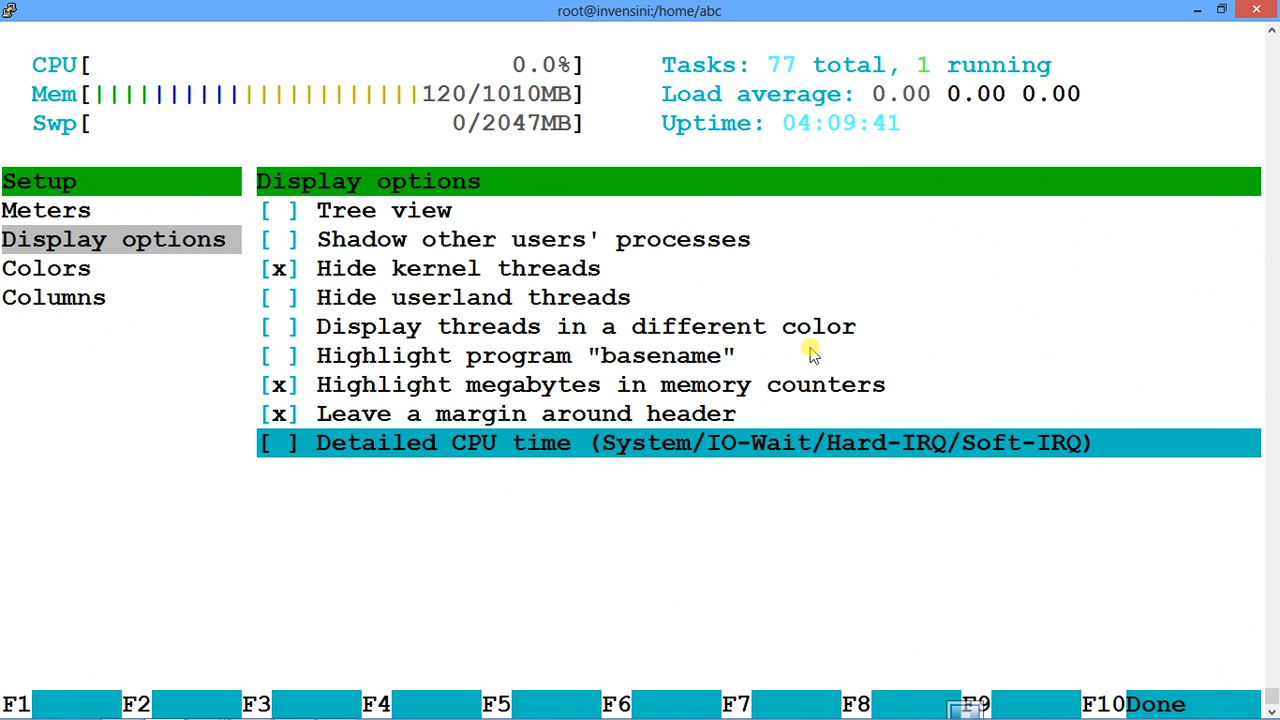 root@invensini:/home/abc
CPU[ 0.0%] Tasks: 77 total, 1 running
Mem[||||||||||||||||||||||120/1010MB] Load average: 0.00 0.00 0.00
Swp[ 0/2047MB] Uptime: 04:09:41
Setup Display options
Meters [ ] Tree view
Display options [ ] Shadow other users' processes
Colors [x] Hide kernel threads
Columns [ ] Hide userland threads
[ ] Display threads in a different color
[ ] Highlight program "basename"
[x] Highlight megabytes in memory counters
[x] Leave a margin around header
[ ] Detailed CPU time (System/IO-Wait/Hard-IRQ/Soft-IRQ)
F1 F2 F3 F4 F5 F6 F7 F8 F9 F10Done